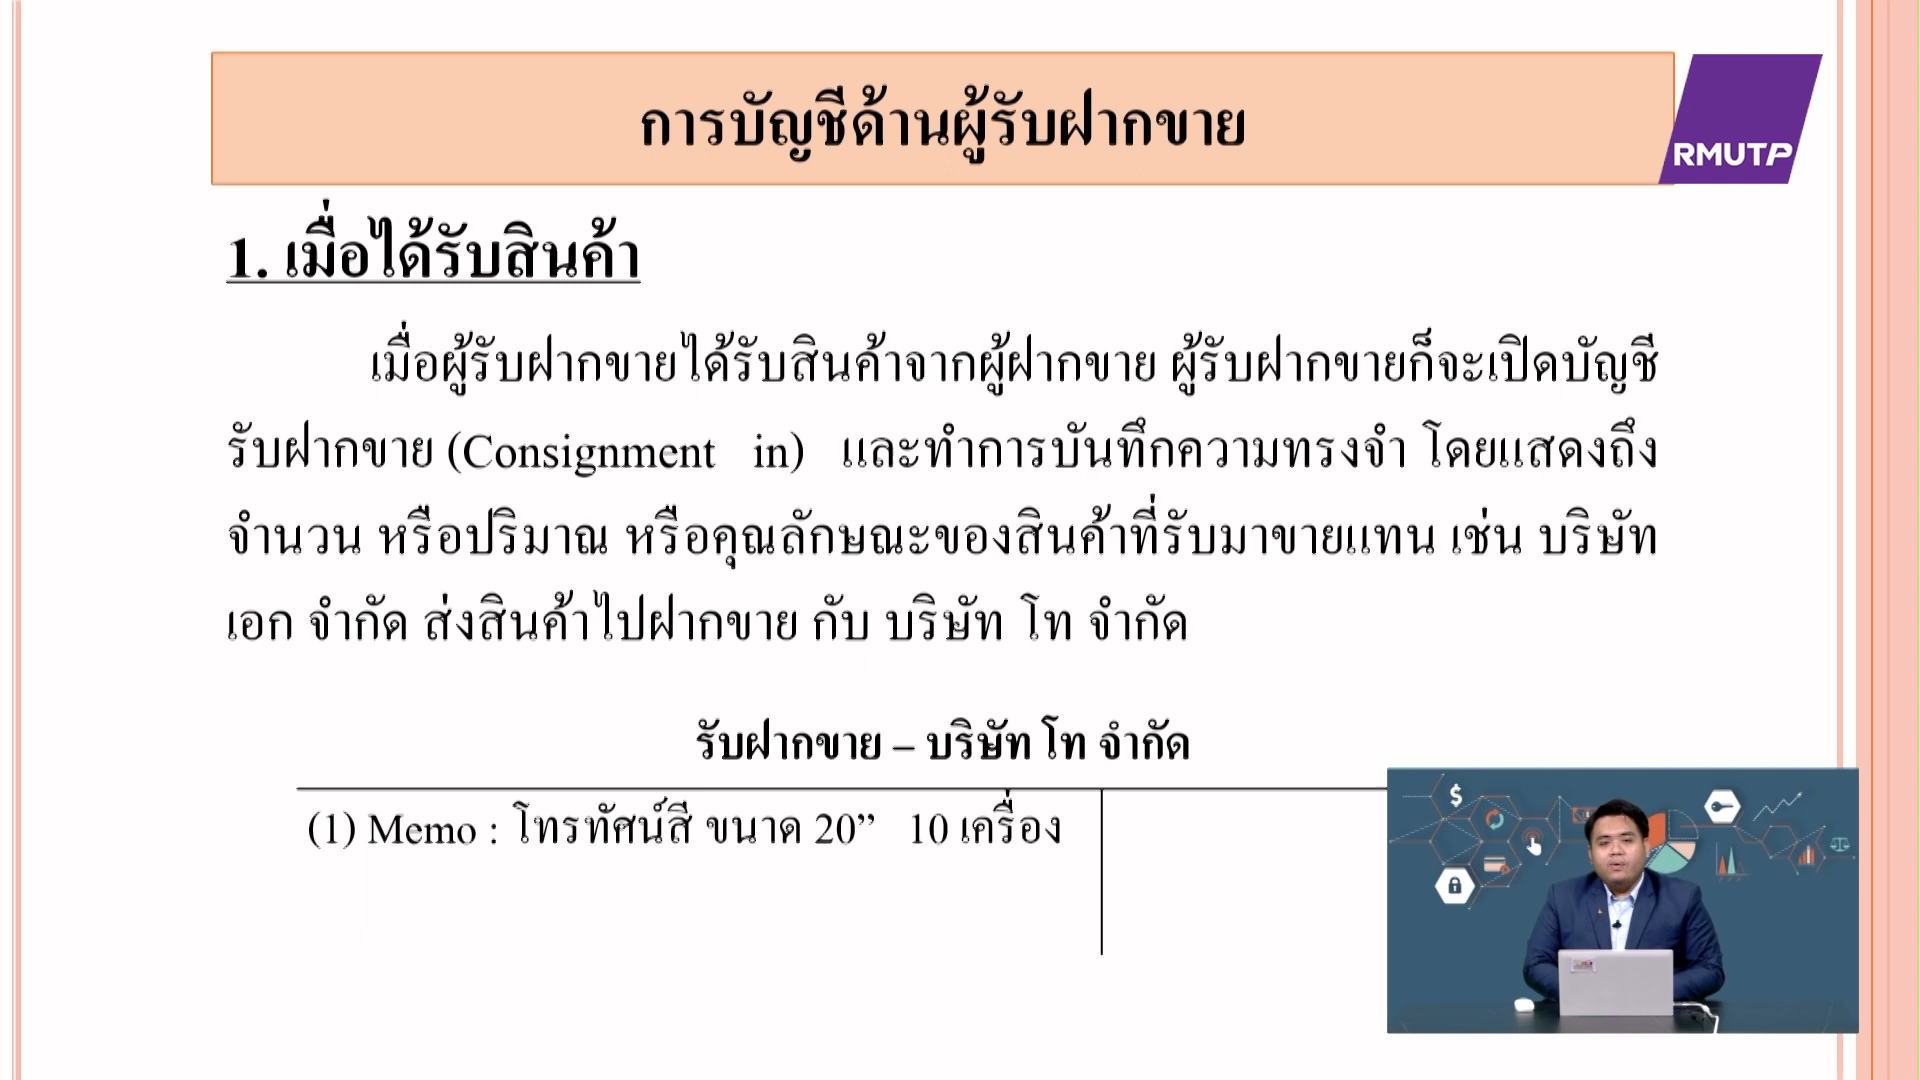 การบัญชีด้านผู้รับฝากขาย
RMUTP
1. เมื่อได้รับสินค้า
เมื่อผู้รับฝากขายได้รับสินค้าจากผู้ฝากขาย ผู้รับฝากขายก็จะเปิดบัญชี
รับฝากขาย (Consignment in) และทำการบันทึกความทรงจำ โดยแสดงถึง
จำนวน หรือปริมาณ หรือคุณลักษณะของสินค้าที่รับมาขายแทน เช่น บริษัท
เอก จำกัด ส่งสินค้าไปฝากขาย กับ บริษัท โท จำกัด
รับฝากขาย – บริษัท โท จำกัด
(1) Memo : โทรทัศน์สี ขนาด 20” 10 เครื่อง